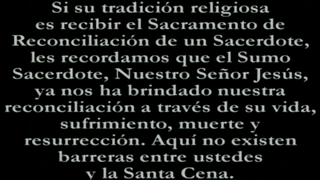 Si su tradición religiosa
es recibir el Sacramento de
Reconciliación de un Sacerdote,
les recordamos que el Sumo
Sacerdote, Nuestro Señor Jesús,
ya nos ha brindado nuestra
reconciliación a través de su vida,
sufrimiento, muerte y
resurrección. Aquí no existen
barreras entre ustedes
y la Santa Cena.